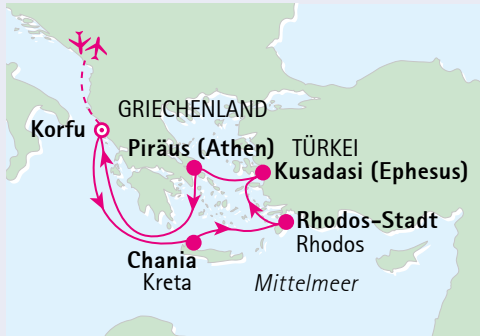 GRIECHENLAND
Korfu
Piräus (Athen)
TÜRKEI
Kusadasi (Ephesus)
Rhodos-Stadt
Rhodos
Chania
Kreta
Mittelmeer